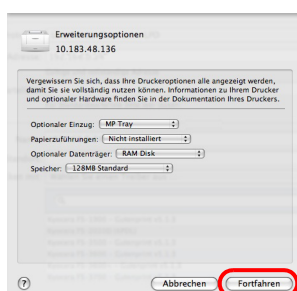 Erweiterungsoptionen
10.183.48.136
Vergewissern Sie sich, dass Ihre Druckeroptionen alle angezeigt werden,
damit Sie sie vollständig nutzen können. Informationen zu Ihrem Drucker
und optionaler Hardware finden Sie in der Dokumentation Ihres Druckers.
Optionaler Einzug: MP Tray
Papierzuführungen: Nicht installiert
Optionaler Datenträger: RAM Disk
Speicher: 128MB Standard
? Abbrechen Fortfahren